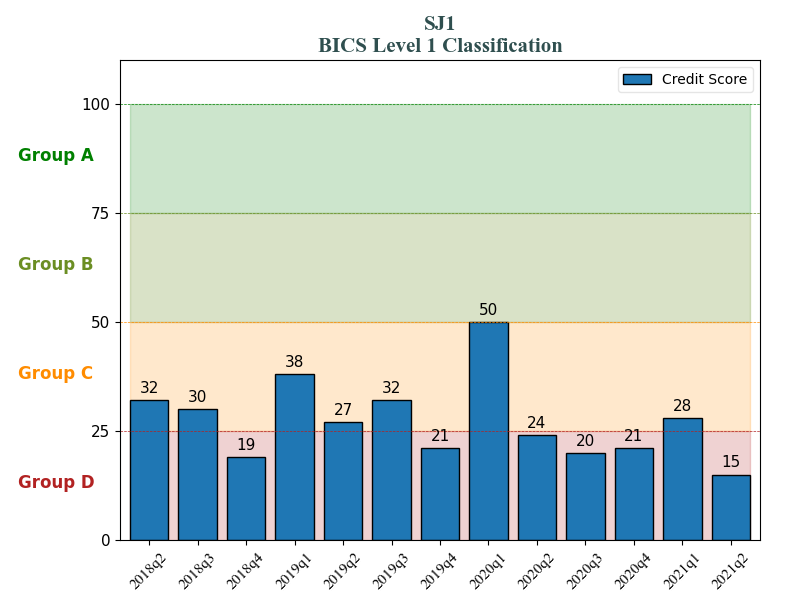 SJ1
BICS Level 1 Classification
Credit Score
100
Group A
75
Group B
50
50
38
Group C
32
30
32
27
28
25
24
21
21
20
19
15
Group D
0
2018q2
2018q3
2018q4
2019q1
2019q2
2019q3
2019q4
2020q1
2020q2
2020q3
2020q4
2021q1
2021q2